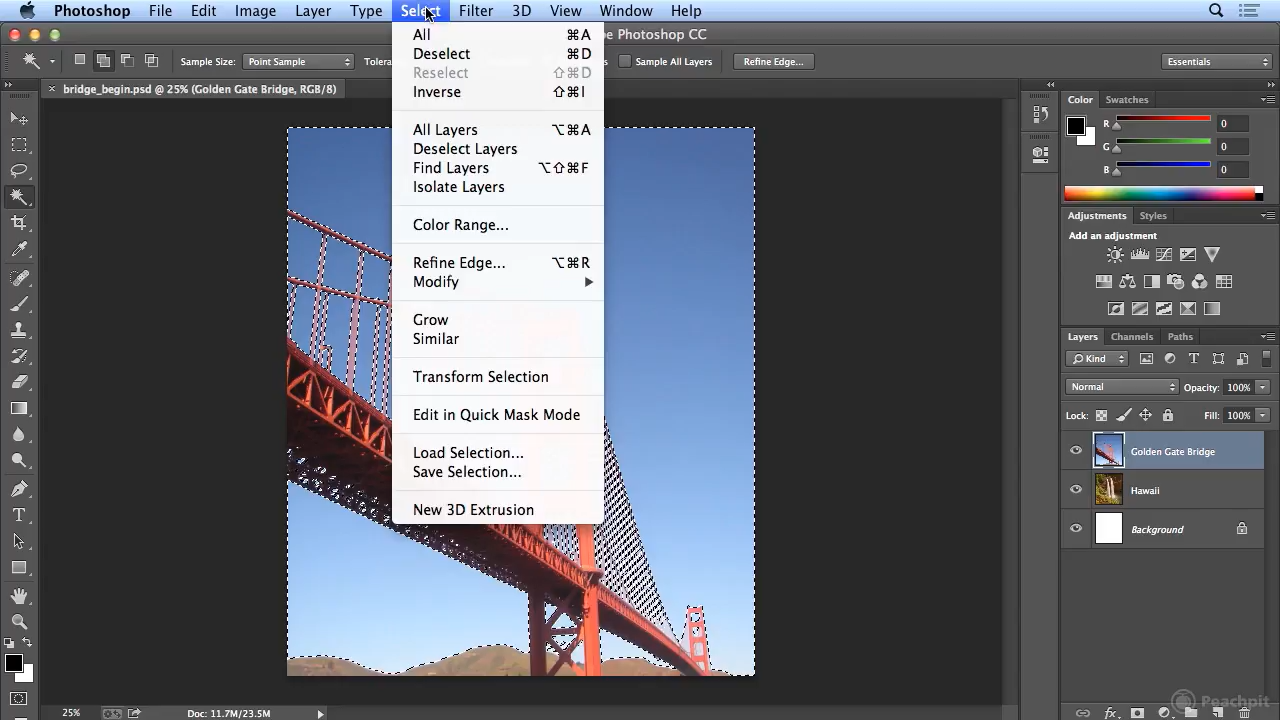 Photoshop File Edit Image Layer Type Select Filter 3D View Window Help
e Photoshop CC
Sample Size: Point Sample Tolera s Sample All Layers Refine Edge... Essentials
× bridge_begin.psd @ 25% (Golden Gate Bridge, RGB/8)
All ⌘A
Deselect ⌘D
Reselect ⇧⌘D
Inverse ⇧⌘I
All Layers ⌥⌘A
Deselect Layers
Find Layers ⌥⇧⌘F
Isolate Layers
Color Range...
Refine Edge... ⌥⌘R
Modify
Grow
Similar
Transform Selection
Edit in Quick Mask Mode
Load Selection...
Save Selection...
New 3D Extrusion
Color Swatches
R 0
G 0
B 0
Adjustments Styles
Add an adjustment
Layers Channels Paths
Kind
Normal Opacity: 100%
Lock: Fill: 100%
Golden Gate Bridge
Hawaii
Background
25% Doc: 11.7M/23.5M
Peachpit